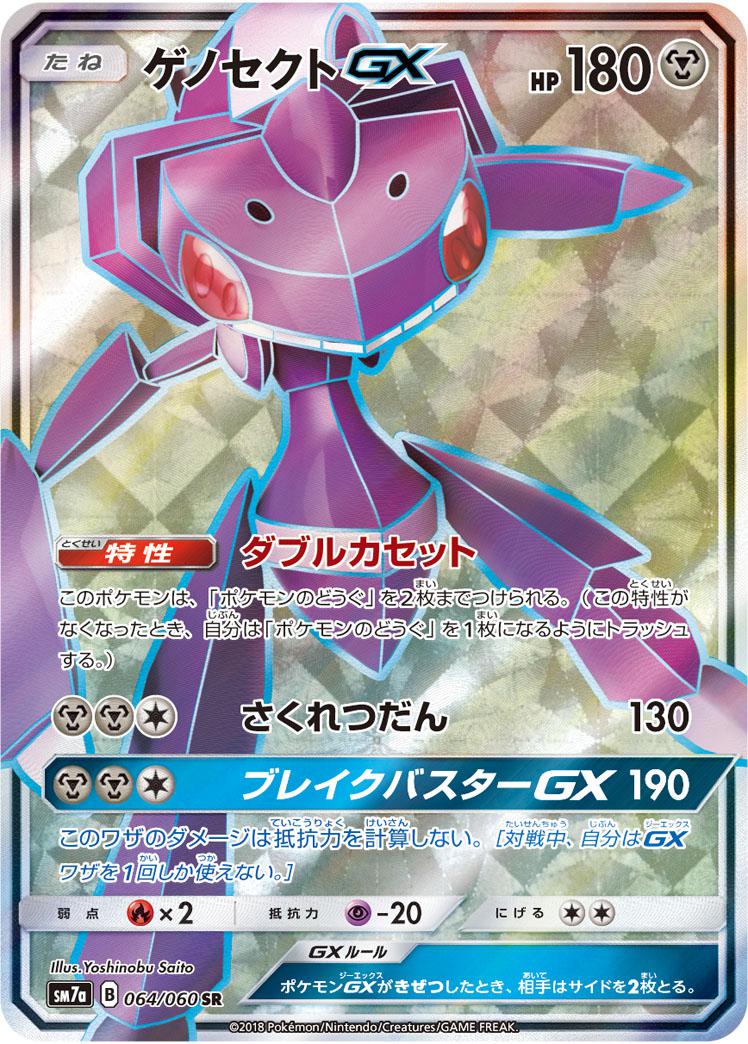 たね ゲノセクトGX HP 180
とくせい 特性 ダブルカセット
このポケモンは、「ポケモンのどうぐ」を2枚までつけられる。（この特性が
なくなったとき、自分は「ポケモンのどうぐ」を1枚になるようにトラッシュ
する。）
さくれつだん 130
ブレイクバスターGX 190
このワザのダメージは抵抗力を計算しない。［対戦中、自分はGX
ワザを1回しか使えない。］
弱点 ×2 抵抗力 -20 にげる
Illus.Yoshinobu Saito
GXルール
ポケモンGXがきぜつしたとき、相手はサイドを2枚とる。
SM7a B 064/060 SR
©2018 Pokémon/Nintendo/Creatures/GAME FREAK.